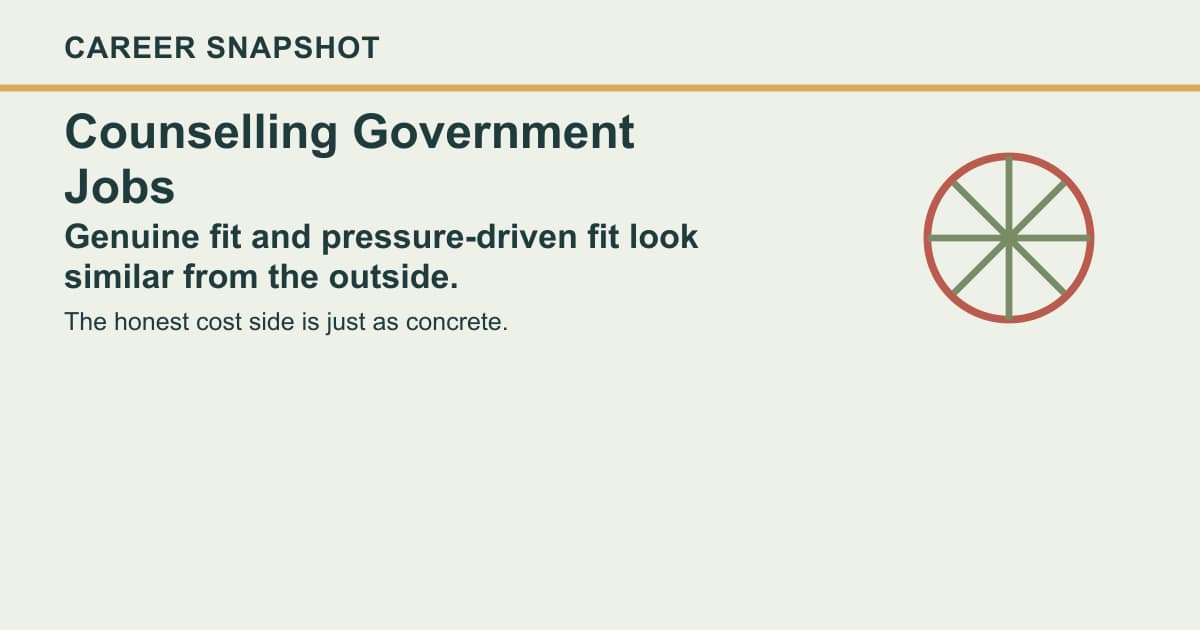 CAREER SNAPSHOT
Counselling Government
Jobs
Genuine fit and pressure-driven fit look
similar from the outside.
The honest cost side is just as concrete.